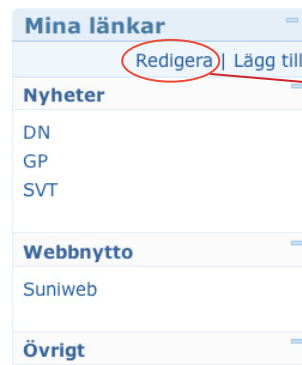 Mina länkar
Redigera | Lägg till
Nyheter
DN
GP
SVT
Webbnytto
Suniweb
Övrigt